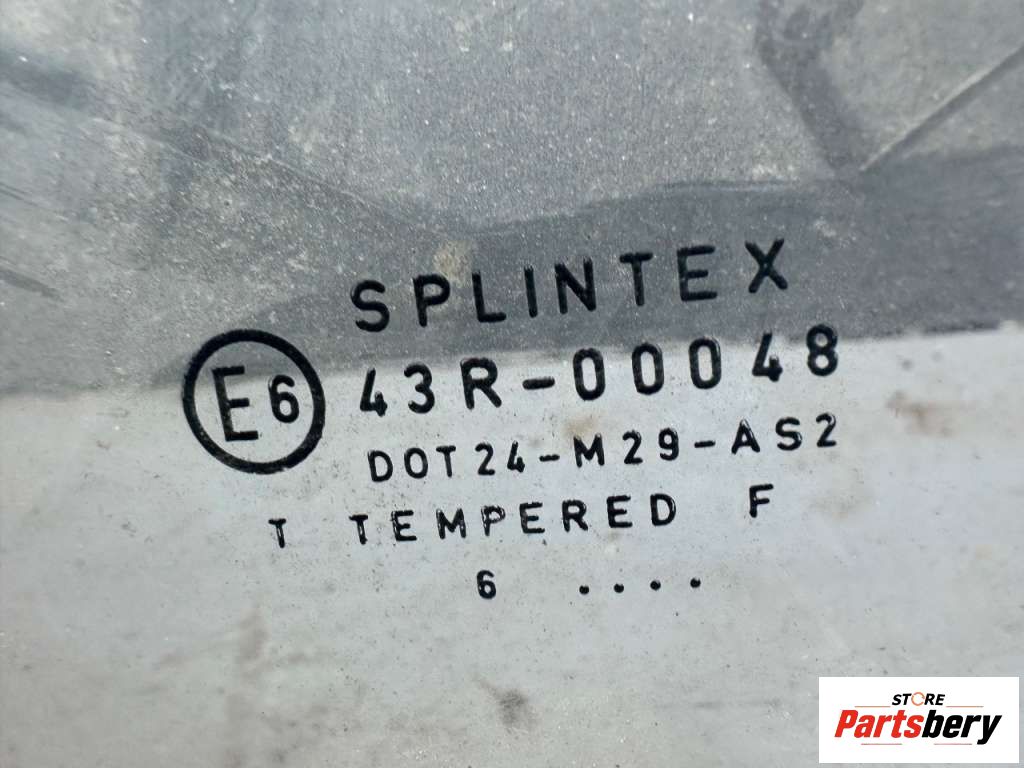 SPLINTEX
E6 43R-00048
DOT24-M29-AS2
T TEMPERED F
6 ....
STORE
Partsbery